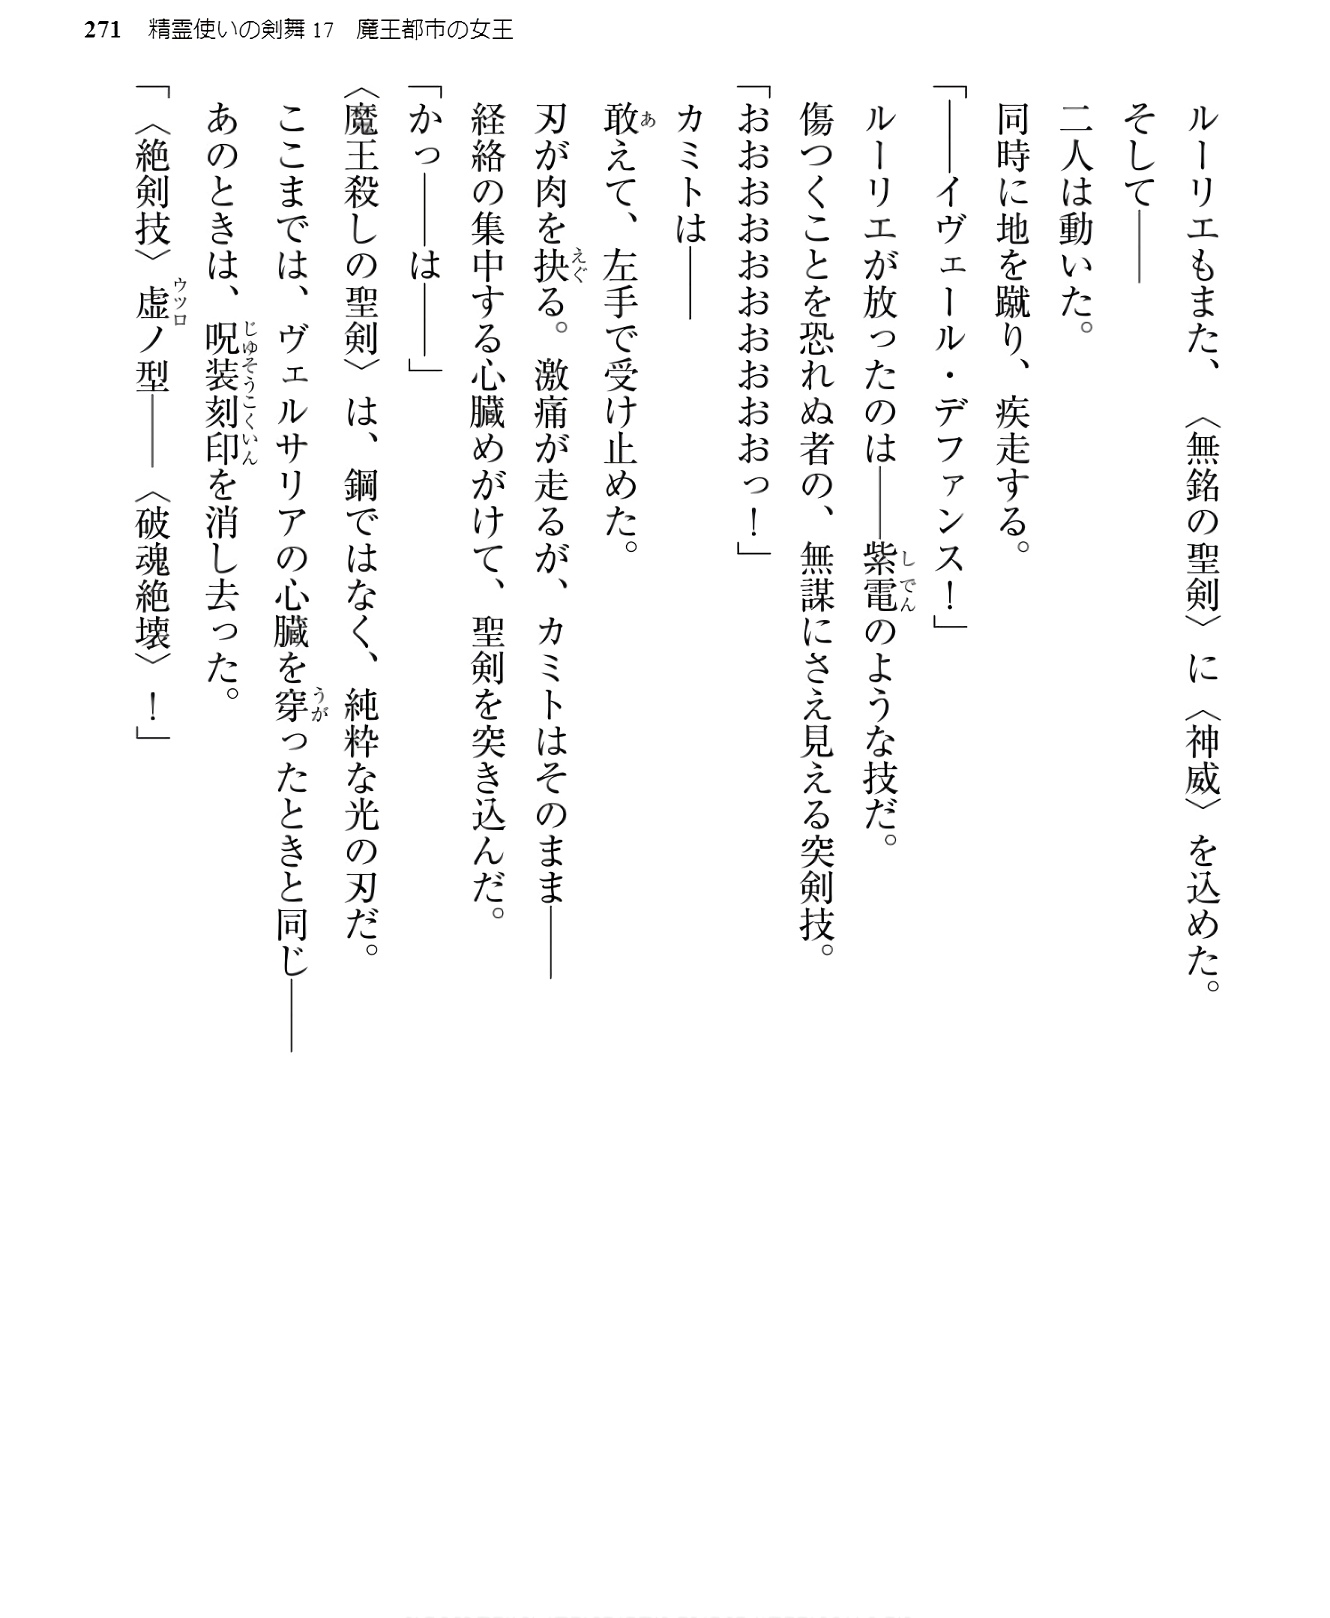 271　精霊使いの剣舞17　魔王都市の女王
ルーリエもまた、〈無銘の聖剣〉に〈神威〉を込めた。
そして――
二人は動いた。
同時に地を蹴り、疾走する。
「――イヴェール・デファンス！」
ルーリエが放ったのは――紫電のような技だ。
傷つくことを恐れぬ者の、無謀にさえ見える突剣技。
「おおおおおおおおおおっ！」
カミトは――
敢えて、左手で受け止めた。
刃が肉を抉る。激痛が走るが、カミトはそのまま――
経絡の集中する心臓めがけて、聖剣を突き込んだ。
「かっ――は――」
〈魔王殺しの聖剣〉は、鋼ではなく、純粋な光の刃だ。
ここまでは、ヴェルサリアの心臓を穿ったときと同じ――
あのときは、呪装刻印を消し去った。
「〈絶剣技〉虚ノ型――〈破魂絶壊〉！」